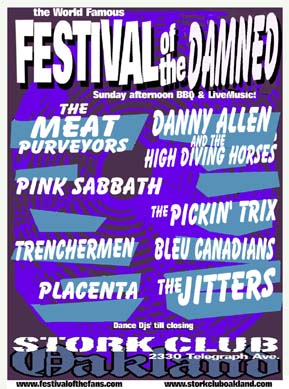 the World Famous
FESTIVAL of the DAMNED
Sunday afternoon BBQ & LiveMusic!
THE
MEAT
PURVEYORS
DANNY ALLEN
AND THE
HIGH DIVING HORSES
PINK SABBATH
THE PICKIN' TRIX
TRENCHERMEN
BLEU CANADIANS
PLACENTA
THE JITTERS
Dance Djs' till closing
STORK CLUB
2330 Telegraph Ave.
Oakland
www.festivalofthefans.com
www.storkcluboakland.com